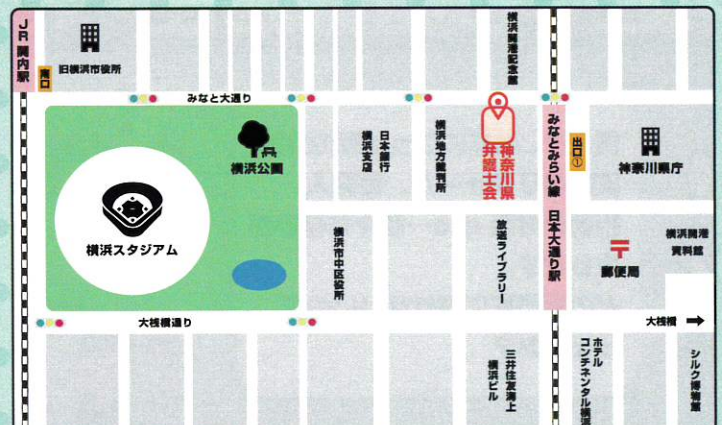 JR関内駅
南口
旧横浜市役所
みなと大通り
横浜開港記念館
横浜公園
横浜スタジアム
日本銀行
横浜支店
横浜地方裁判所
神奈川県
弁護士会
みなとみらい線 日本大通り駅
出口①
神奈川県庁
横浜市中区役所
放送ライブラリー
郵便局
横浜開港
資料館
大桟橋通り
大桟橋 ➡
三井住友海上
横浜ビル
ホテル
コンチネンタル横浜
シルク博物館